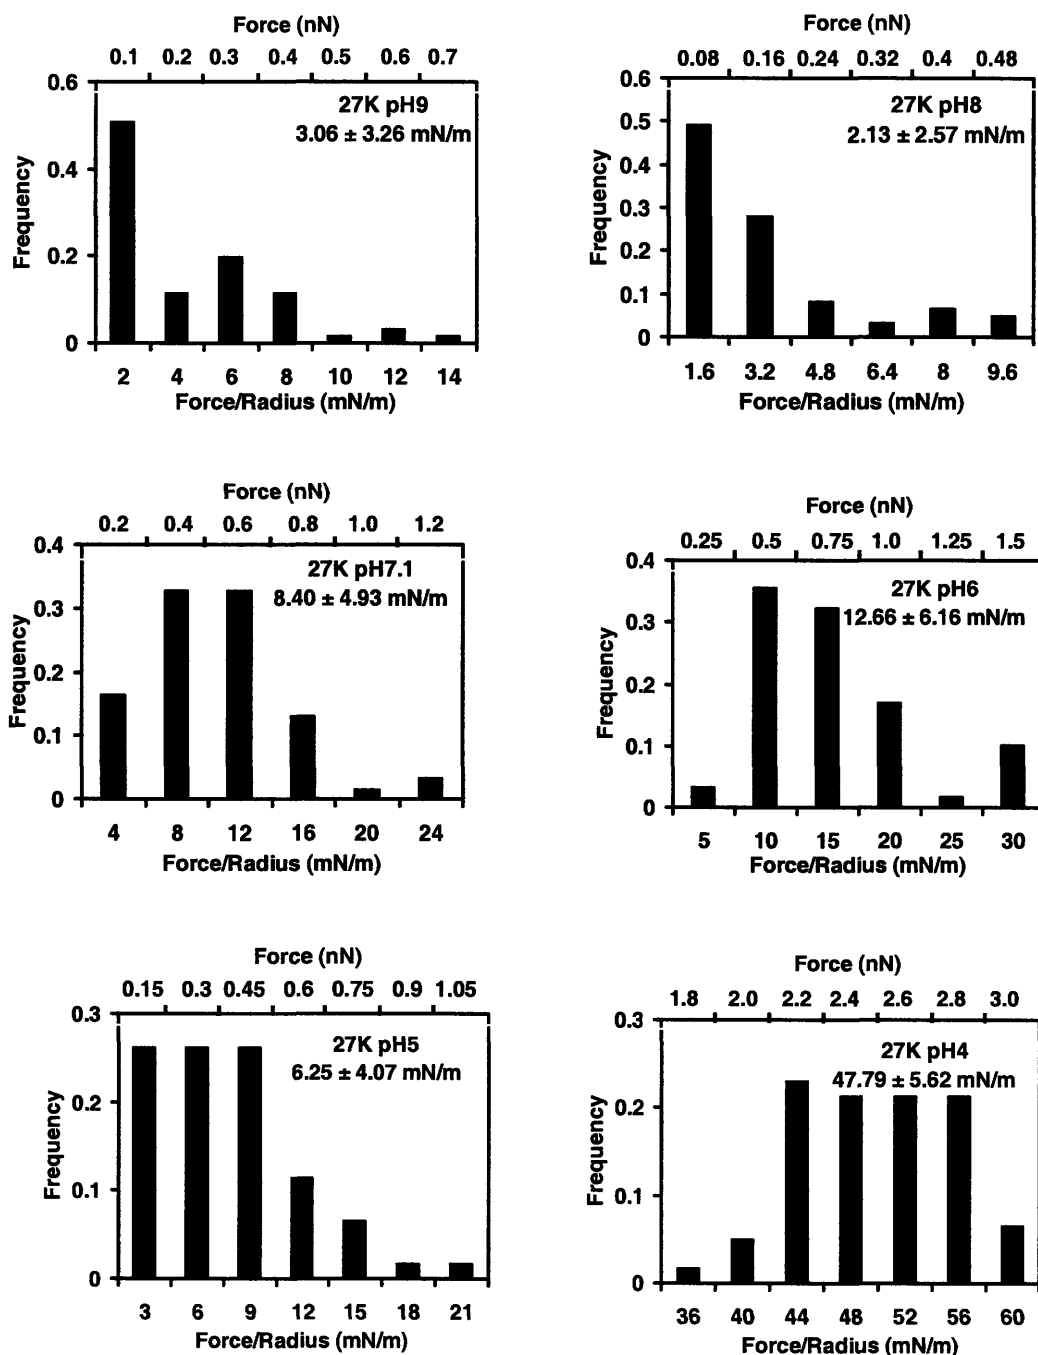 Force (nN)
0.1 0.2 0.3 0.4 0.5 0.6 0.7
0.6
0.4
0.2
0
Frequency
27K pH9
3.06 ± 3.26 mN/m
2 4 6 8 10 12 14
Force/Radius (mN/m)
Force (nN)
0.08 0.16 0.24 0.32 0.4 0.48
0.6
0.5
0.4
0.3
0.2
0.1
0
Frequency
27K pH8
2.13 ± 2.57 mN/m
1.6 3.2 4.8 6.4 8 9.6
Force/Radius (mN/m)
Force (nN)
0.2 0.4 0.6 0.8 1.0 1.2
0.4
0.3
0.2
0.1
0
Frequency
27K pH7.1
8.40 ± 4.93 mN/m
4 8 12 16 20 24
Force/Radius (mN/m)
Force (nN)
0.25 0.5 0.75 1.0 1.25 1.5
0.4
0.3
0.2
0.1
0
Frequency
27K pH6
12.66 ± 6.16 mN/m
5 10 15 20 25 30
Force/Radius (mN/m)
Force (nN)
0.15 0.3 0.45 0.6 0.75 0.9 1.05
0.3
0.2
0.1
0
Frequency
27K pH5
6.25 ± 4.07 mN/m
3 6 9 12 15 18 21
Force/Radius (mN/m)
Force (nN)
1.8 2.0 2.2 2.4 2.6 2.8 3.0
0.3
0.2
0.1
0
Frequency
27K pH4
47.79 ± 5.62 mN/m
36 40 44 48 52 56 60
Force/Radius (mN/m)